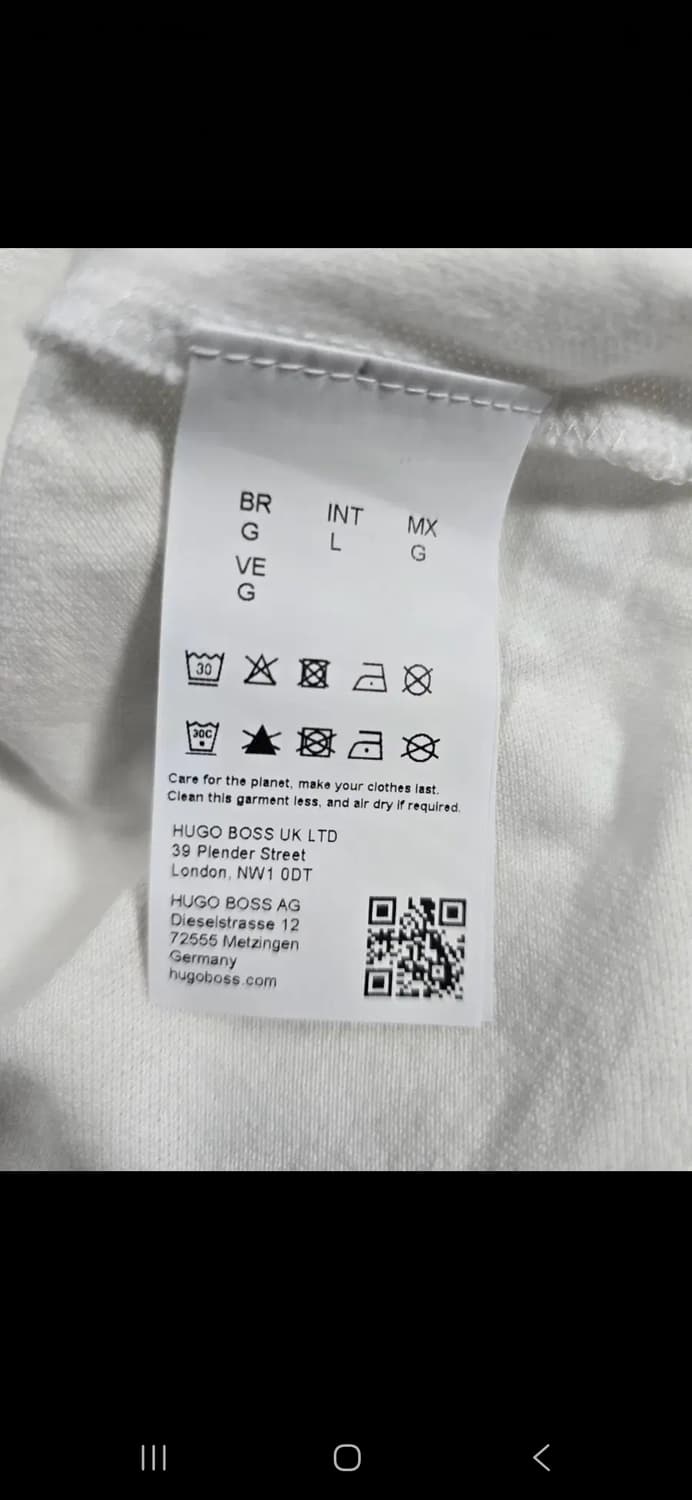 BR INT MX
G L G
VE
G
30
30C
Care for the planet, make your clothes last.
Clean this garment less, and air dry if required.
HUGO BOSS UK LTD
39 Plender Street
London, NW1 0DT
HUGO BOSS AG
Dieselstrasse 12
72555 Metzingen
Germany
hugoboss.com